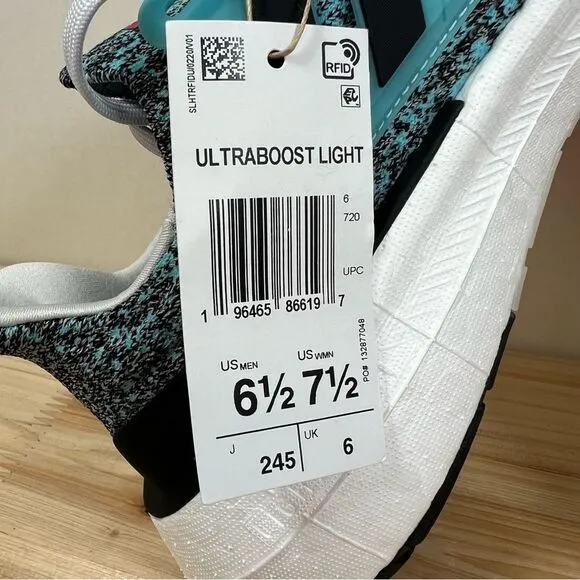 SLHTRFIDU/0220/V01
RFID
ULTRABOOST LIGHT
6
720
UPC
1 96465 86619 7
PO# 132877048
US MEN US WMN
6½ 7½
J UK
245 6